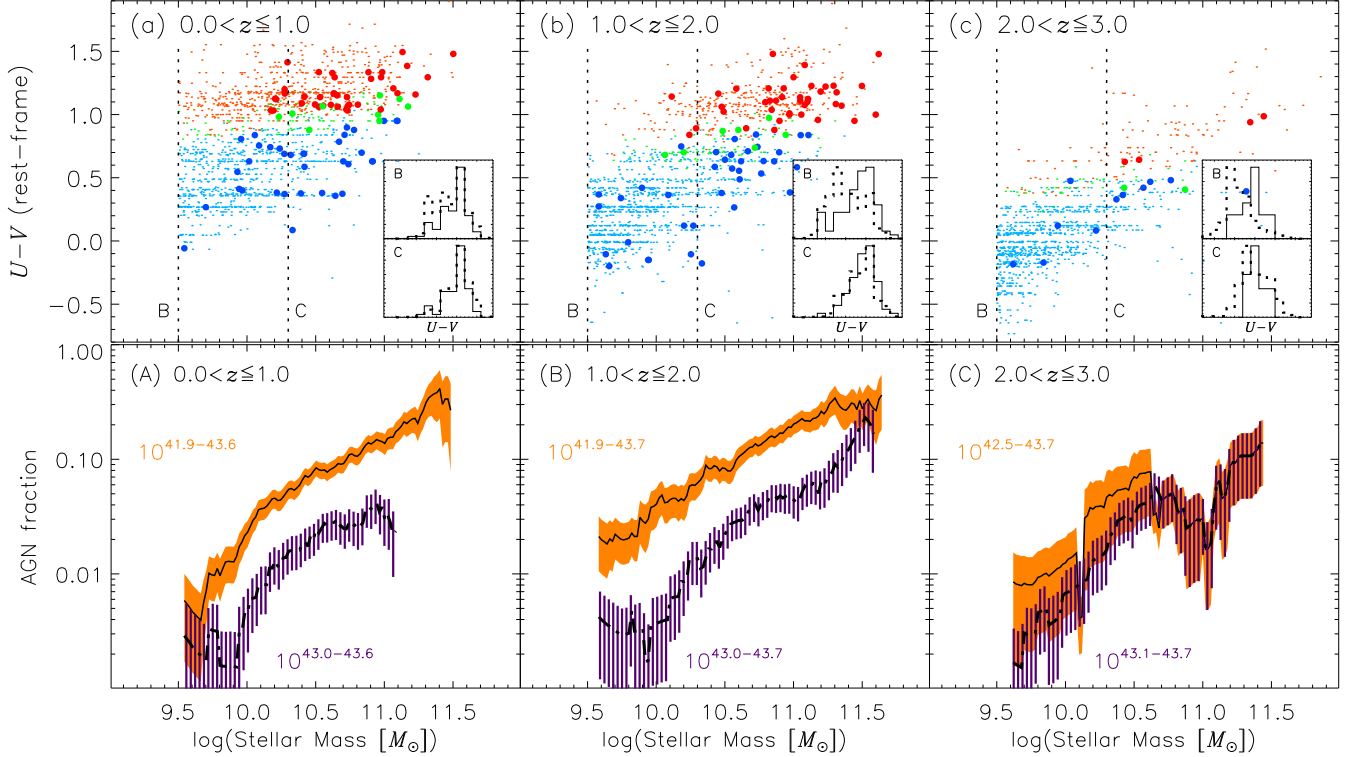 (a) 0.0<z≦1.0
(b) 1.0<z≦2.0
(c) 2.0<z≦3.0
U−V (rest−frame)
1.5
1.0
0.5
0.0
−0.5
B
C
B
C
U−V
B
C
B
C
U−V
B
C
B
C
U−V
(A) 0.0<z≦1.0
(B) 1.0<z≦2.0
(C) 2.0<z≦3.0
AGN fraction
1.00
0.10
0.01
10^41.9−43.6
10^43.0−43.6
10^41.9−43.7
10^43.0−43.7
10^42.5−43.7
10^43.1−43.7
9.5 10.0 10.5 11.0 11.5
9.5 10.0 10.5 11.0 11.5
9.5 10.0 10.5 11.0 11.5
log(Stellar Mass [M⊙])
log(Stellar Mass [M⊙])
log(Stellar Mass [M⊙])